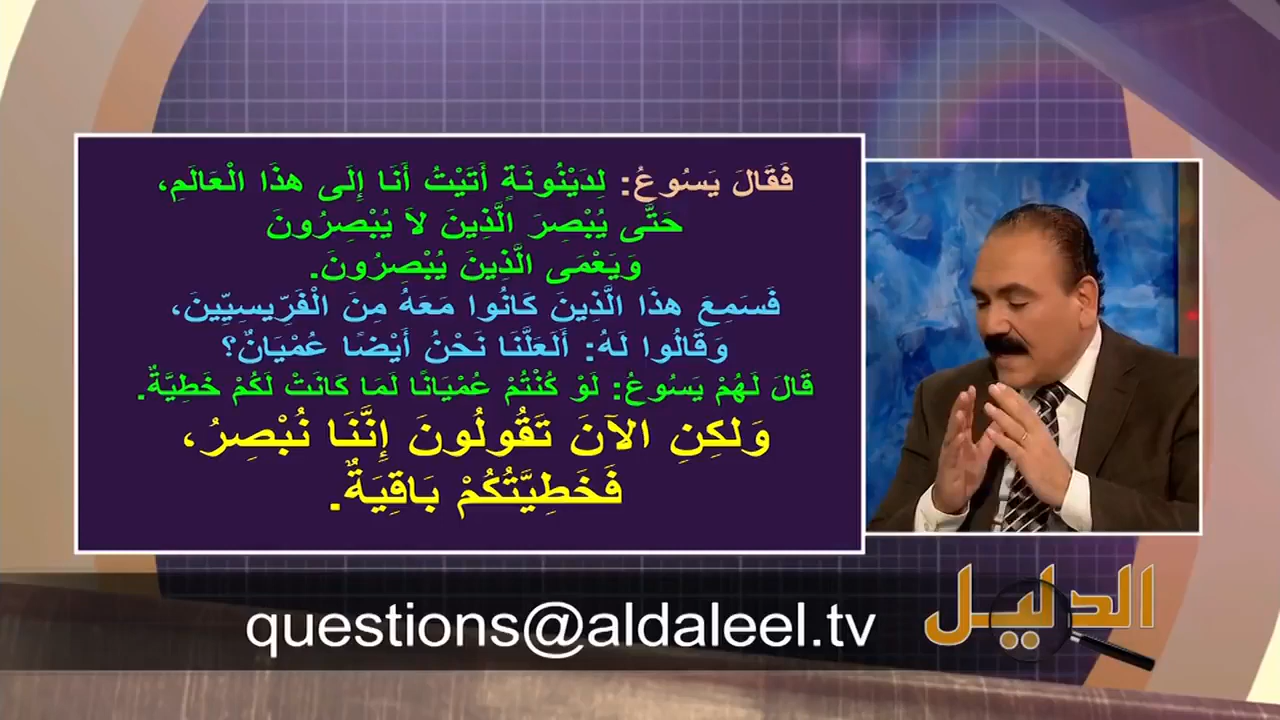 فَقَالَ يَسُوعُ: لِدَيْنُونَةٍ أَتَيْتُ أَنَا إِلَى هذَا الْعَالَمِ،
حَتَّى يُبْصِرَ الَّذِينَ لاَ يُبْصِرُونَ
وَيَعْمَى الَّذِينَ يُبْصِرُونَ.
فَسَمِعَ هذَا الَّذِينَ كَانُوا مَعَهُ مِنَ الْفَرِّيسِيِّينَ،
وَقَالُوا لَهُ: أَلَعَلَّنَا نَحْنُ أَيْضًا عُمْيَانٌ؟
قَالَ لَهُمْ يَسُوعُ: لَوْ كُنْتُمْ عُمْيَانًا لَمَا كَانَتْ لَكُمْ خَطِيَّةٌ.
وَلكِنِ الآنَ تَقُولُونَ إِنَّنَا نُبْصِرُ،
فَخَطِيَّتُكُمْ بَاقِيَةٌ.
الدليل
questions@aldaleel.tv